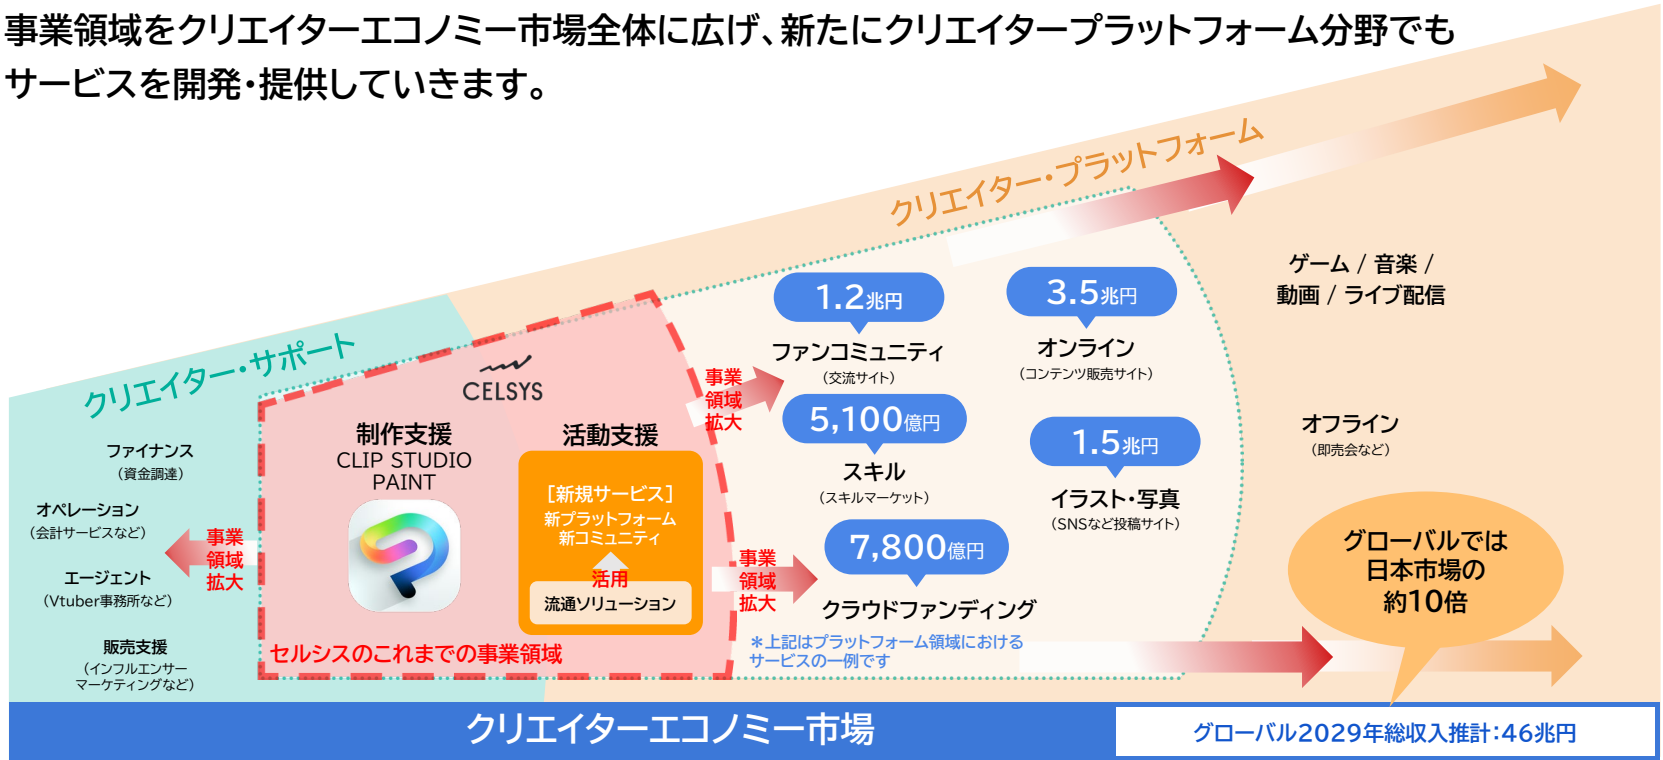 事業領域をクリエイターエコノミー市場全体に広げ、新たにクリエイタープラットフォーム分野でも
サービスを開発・提供していきます。
クリエイター・プラットフォーム
クリエイター・サポート
ファイナンス
（資金調達）
オペレーション
（会計サービスなど）
エージェント
（Vtuber事務所など）
販売支援
（インフルエンサー
マーケティングなど）
事業
領域
拡大
CELSYS
制作支援
CLIP STUDIO
PAINT
活動支援
［新規サービス］
新プラットフォーム
新コミュニティ
活用
流通ソリューション
セルシスのこれまでの事業領域
事業
領域
拡大
事業
領域
拡大
1.2兆円
ファンコミュニティ
（交流サイト）
5,100億円
スキル
（スキルマーケット）
7,800億円
クラウドファンディング
3.5兆円
オンライン
（コンテンツ販売サイト）
1.5兆円
イラスト・写真
（SNSなど投稿サイト）
＊上記はプラットフォーム領域における
サービスの一例です
ゲーム / 音楽 /
動画 / ライブ配信
オフライン
（即売会など）
グローバルでは
日本市場の
約10倍
クリエイターエコノミー市場
グローバル2029年総収入推計：46兆円